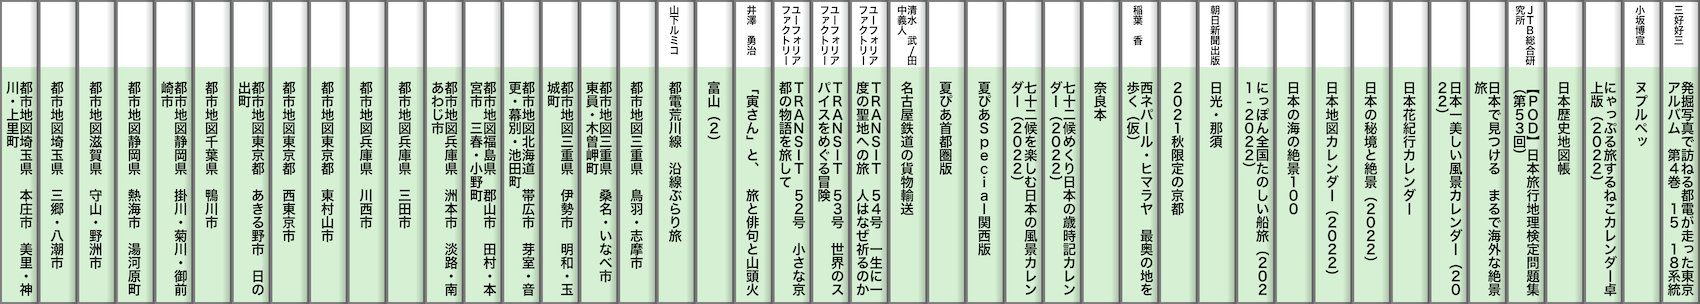 三好好三
発掘写真で訪ねる都電が走った東京
アルバム　第４巻　１５　１８系統
小坂博宣
ヌプルペッ
にゃっぷる旅するねこカレンダー卓
上版（２０２２）
日本歴史地図帳
ＪＴＢ総合研
究所
【ＰＯＤ】日本旅行地理検定問題集
（第５３回）
日本で見つける　まるで海外な絶景
旅
日本一美しい風景カレンダー（２０
２２）
日本花紀行カレンダー
日本の秘境と絶景（２０２２）
日本地図カレンダー（２０２２）
日本の海の絶景１００
にっぽん全国たのしい船旅（２０２
１‐２０２２）
朝日新聞出版
日光・那須
２０２１秋限定の京都
稲葉　香
西ネパール・ヒマラヤ　最奥の地を
歩く（仮）
奈良本
七十二候めくり日本の歳時記カレン
ダー（２０２２）
七十二候を楽しむ日本の風景カレン
ダー（２０２２）
夏ぴあＳｐｅｃｉａｌ関西版
夏ぴあ首都圏版
清水　武/田
中義人
名古屋鉄道の貨物輸送
ユーフォリア
ファクトリー
ＴＲＡＮＳＩＴ　５４号　一生に一
度の聖地への旅　人はなぜ祈るのか
ユーフォリア
ファクトリー
ＴＲＡＮＳＩＴ　５３号　世界のス
パイスをめぐる冒険
ユーフォリア
ファクトリー
ＴＲＡＮＳＩＴ　５２号　小さな京
都の物語を旅して
井澤　勇治
「寅さん」と、　旅と俳句と山頭火
富山（２）
山下ルミコ
都電荒川線　沿線ぶらり旅
都市地図三重県　鳥羽・志摩市
都市地図三重県　桑名・いなべ市
東員・木曽岬町
都市地図三重県　伊勢市　明和・玉
城町
都市地図北海道　帯広市　芽室・音
更・幕別・池田町
都市地図福島県　郡山市　田村・本
宮市　三春・小野町
都市地図兵庫県　洲本市　淡路・南
あわじ市
都市地図兵庫県　三田市
都市地図兵庫県　川西市
都市地図東京都　東村山市
都市地図東京都　西東京市
都市地図東京都　あきる野市　日の
出町
都市地図千葉県　鴨川市
都市地図静岡県　掛川・菊川・御前
崎市
都市地図静岡県　熱海市　湯河原町
都市地図滋賀県　守山・野洲市
都市地図埼玉県　三郷・八潮市
都市地図埼玉県　本庄市　美里・神
川・上里町